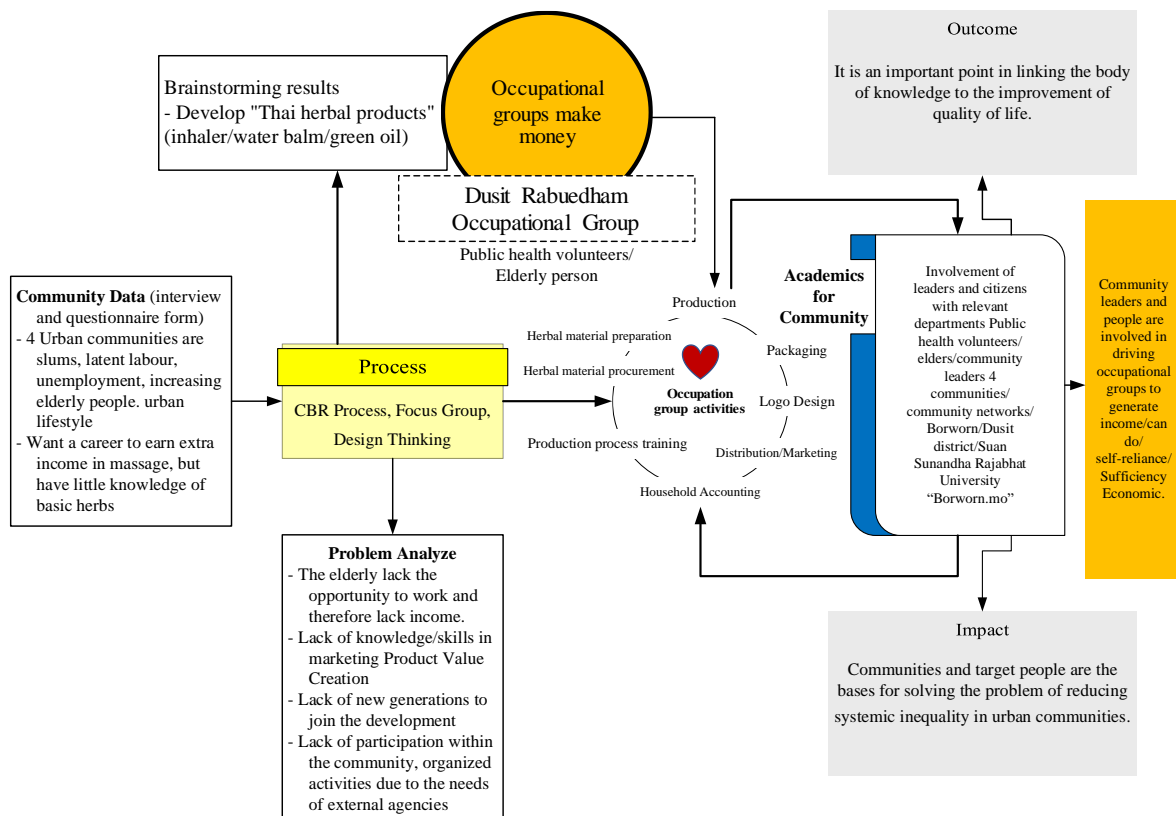 Brainstorming results
- Develop "Thai herbal products"
(inhaler/water balm/green oil)
Occupational
groups make
money
Dusit Rabuedham
Occupational Group
Public health volunteers/
Elderly person
Outcome
It is an important point in linking the body
of knowledge to the improvement of
quality of life.
Community Data (interview
and questionnaire form)
- 4 Urban communities are
slums, latent labour,
unemployment, increasing
elderly people. urban
lifestyle
- Want a career to earn extra
income in massage, but
have little knowledge of
basic herbs
Process
CBR Process, Focus Group,
Design Thinking
Problem Analyze
- The elderly lack the
opportunity to work and
therefore lack income.
- Lack of knowledge/skills in
marketing Product Value
Creation
- Lack of new generations to
join the development
- Lack of participation within
the community, organized
activities due to the needs
of external agencies
Production
Herbal material preparation
Herbal material procurement
Packaging
Occupation
group activities
Logo Design
Production process training
Distribution/Marketing
Household Accounting
Academics
for
Community
Involvement of
leaders and citizens
with relevant
departments Public
health volunteers/
elders/community
leaders 4
communities/
community networks/
Borworn/Dusit
district/Suan
Sunandha Rajabhat
University
“Borworn.mo”
Community
leaders and
people are
involved in
driving
occupational
groups to
generate
income/can
do/
self-reliance/
Sufficiency
Economic.
Impact
Communities and target people are the
bases for solving the problem of reducing
systemic inequality in urban communities.